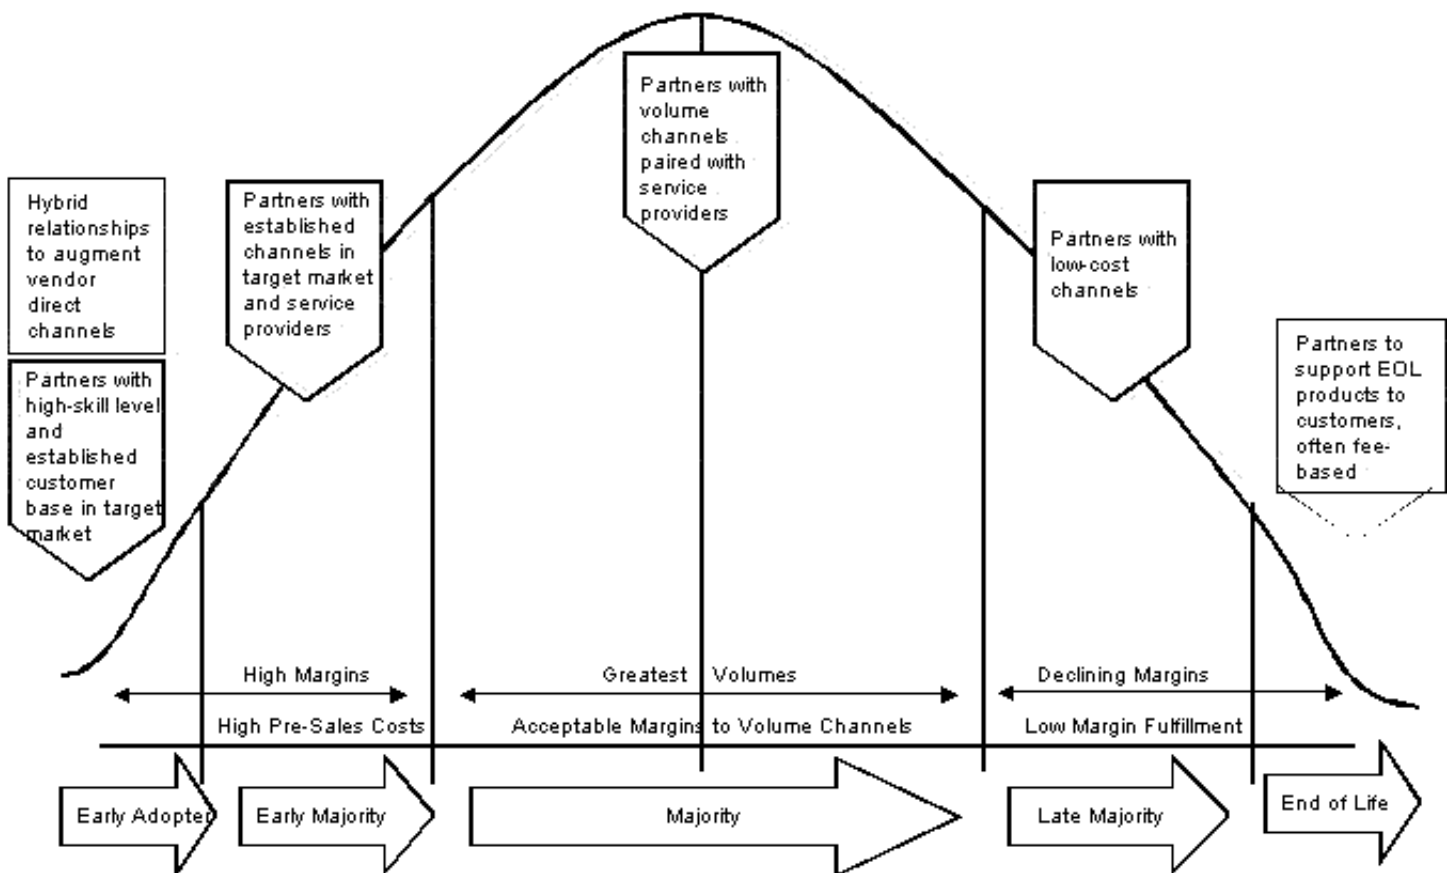 Partners with
volume
channels
paired with
service
providers
Hybrid
relationships
to augment
vendor
direct
channels
Partners with
established
channels in
target market
and service
providers
Partners with
low-cost
channels
Partners to
support EOL
products to
customers,
often fee-
based
Partners with
high-skill level
and
established
customer
base in target
market
High Margins
Greatest Volumes
Declining Margins
High Pre-Sales Costs
Acceptable Margins to Volume Channels
Low Margin Fulfillment
Early Adopter
Early Majority
Majority
Late Majority
End of Life